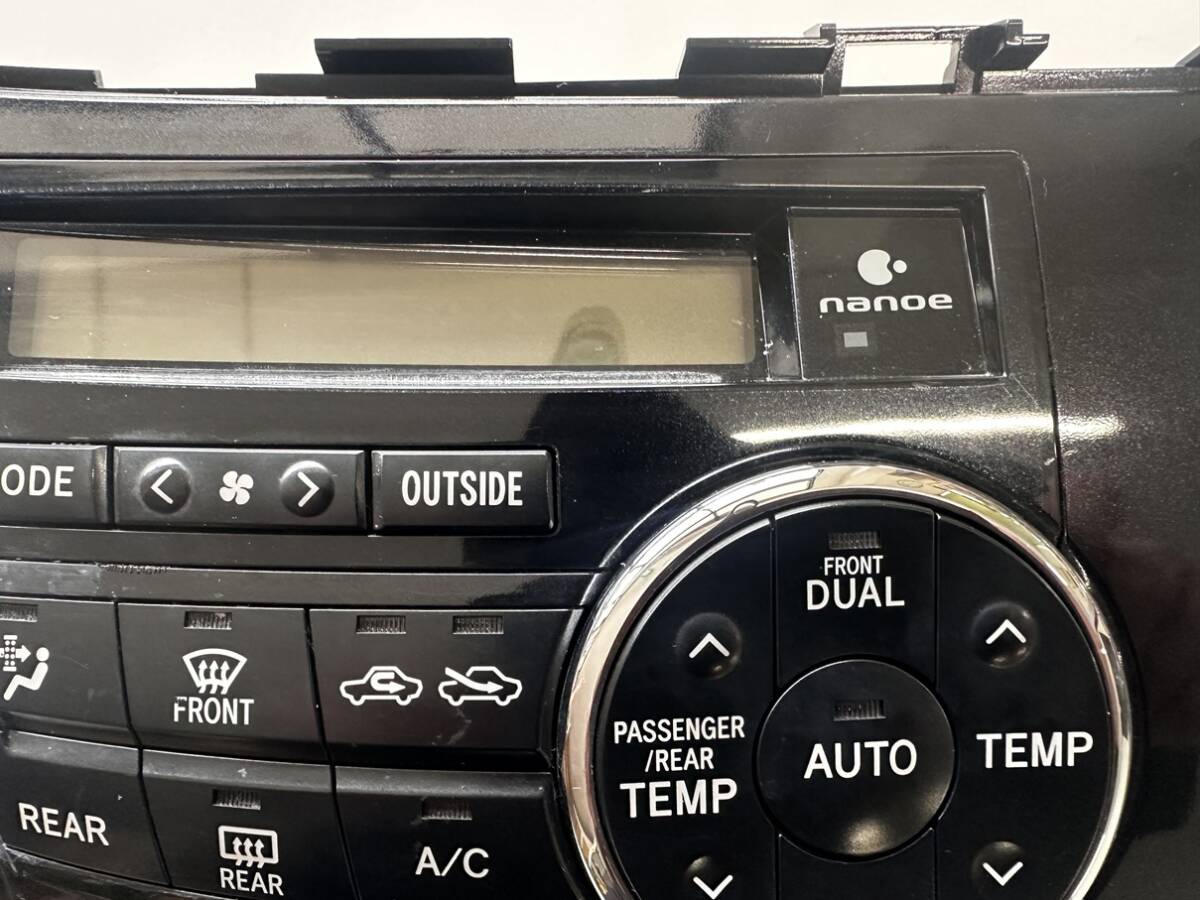 nanoe
ODE
OUTSIDE
FRONT
DUAL
FRONT
PASSENGER
/REAR
TEMP
AUTO
TEMP
REAR
REAR
A/C